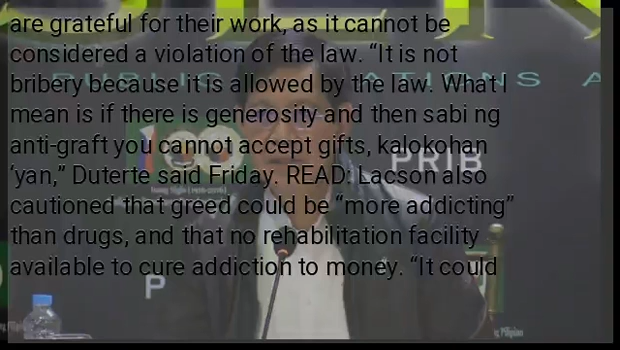 are grateful for their work, as it cannot be
considered a violation of the law. “It is not
bribery because it is allowed by the law. What I
mean is if there is generosity and then sabi ng
anti-graft you cannot accept gifts, kalokohan
‘yan,” Duterte said Friday. READ: Lacson also
cautioned that greed could be “more addicting”
than drugs, and that no rehabilitation facility
available to cure addiction to money. “It could
PRIB
P